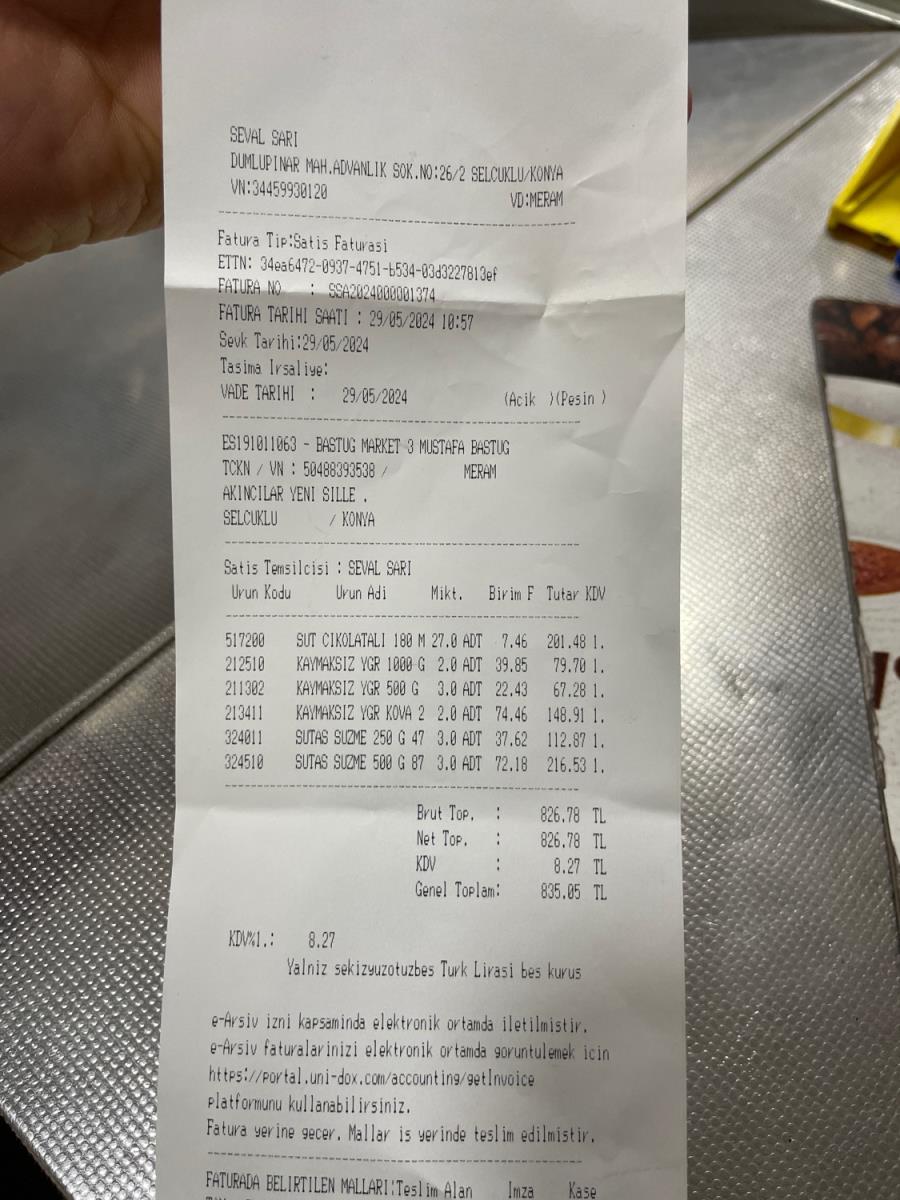 SEVAL SARI
DUMLUPINAR MAH.ADVANLIK SOK.NO:26/2 SELCUKLU/KONYA
VN:34459930120 VD:MERAM
Fatura Tip:Satis Faturasi
ETTN: 34ea6472-0937-4751-b534-03d3227813ef
FATURA NO : SSA2024000001374
FATURA TARIHI SAATI : 29/05/2024 10:57
Sevk Tarihi:29/05/2024
Tasima Irsaliye:
VADE TARIHI : 29/05/2024 (Acik )(Pesin )
ES191011063 - BASTUG MARKET 3 MUSTAFA BASTUG
TCKN / VN : 50488393538 / MERAM
AKINCILAR YENI SILLE .
SELCUKLU / KONYA
Satis Temsilcisi : SEVAL SARI
Urun Kodu Urun Adi Mikt. Birim F Tutar KDV
517200 SUT CIKOLATALI 180 M 27.0 ADT 7.46 201.48 1.
212510 KAYMAKSIZ YGR 1000 G 2.0 ADT 39.85 79.70 1.
211302 KAYMAKSIZ YGR 500 G 3.0 ADT 22.43 67.28 1.
213411 KAYMAKSIZ YGR KOVA 2 2.0 ADT 74.46 148.91 1.
324011 SUTAS SUZME 250 G 47 3.0 ADT 37.62 112.87 1.
324510 SUTAS SUZME 500 G 87 3.0 ADT 72.18 216.53 1.
Brut Top. : 826.78 TL
Net Top. : 826.78 TL
KDV : 8.27 TL
Genel Toplam: 835.05 TL
KDV%1.: 8.27
Yalniz sekizyuzotuzbes Turk Lirasi bes kurus
e-Arsiv izni kapsaminda elektronik ortamda iletilmistir.
e-Arsiv faturalarinizi elektronik ortamda goruntulemek icin
https://portal.uni-dox.com/accounting/getInvoice
platformunu kullanabilirsiniz.
Fatura yerine gecer. Mallar is yerinde teslim edilmistir.
FATURADA BELIRTILEN MALLARI:Teslim Alan Imza Kase